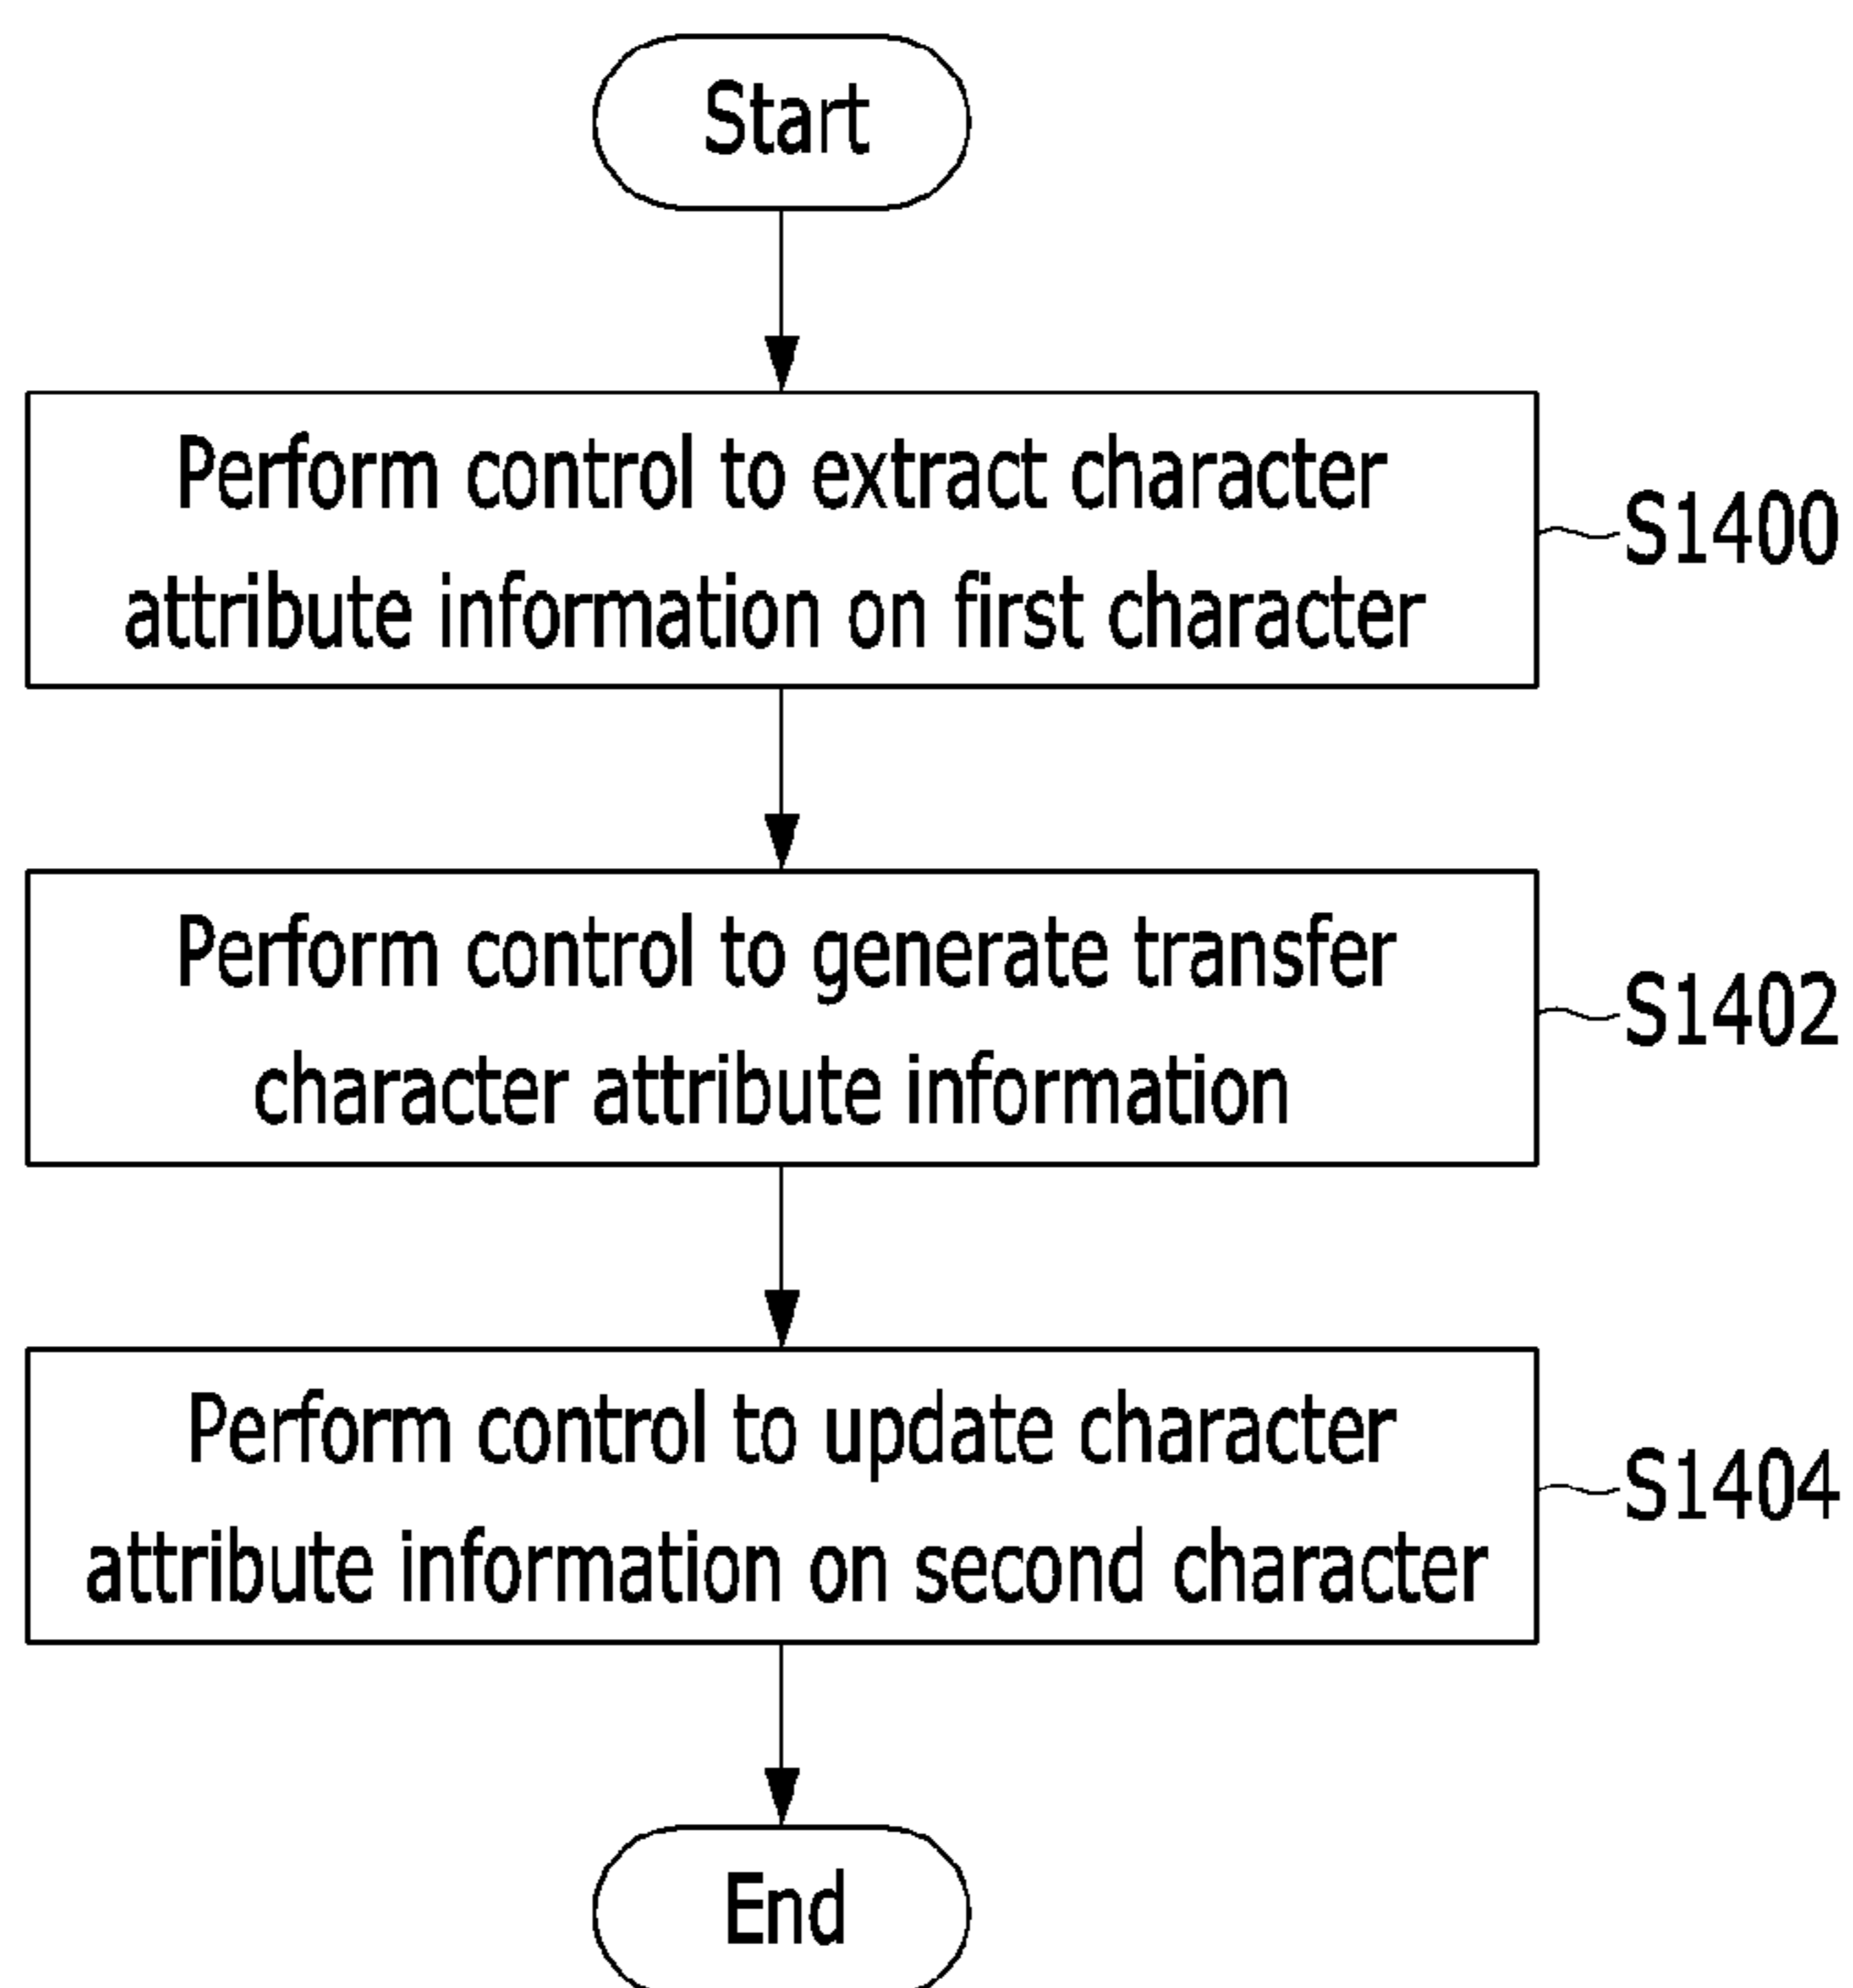 Start
Perform control to extract character
attribute information on first character
S1400
Perform control to generate transfer
character attribute information
S1402
Perform control to update character
attribute information on second character
S1404
End